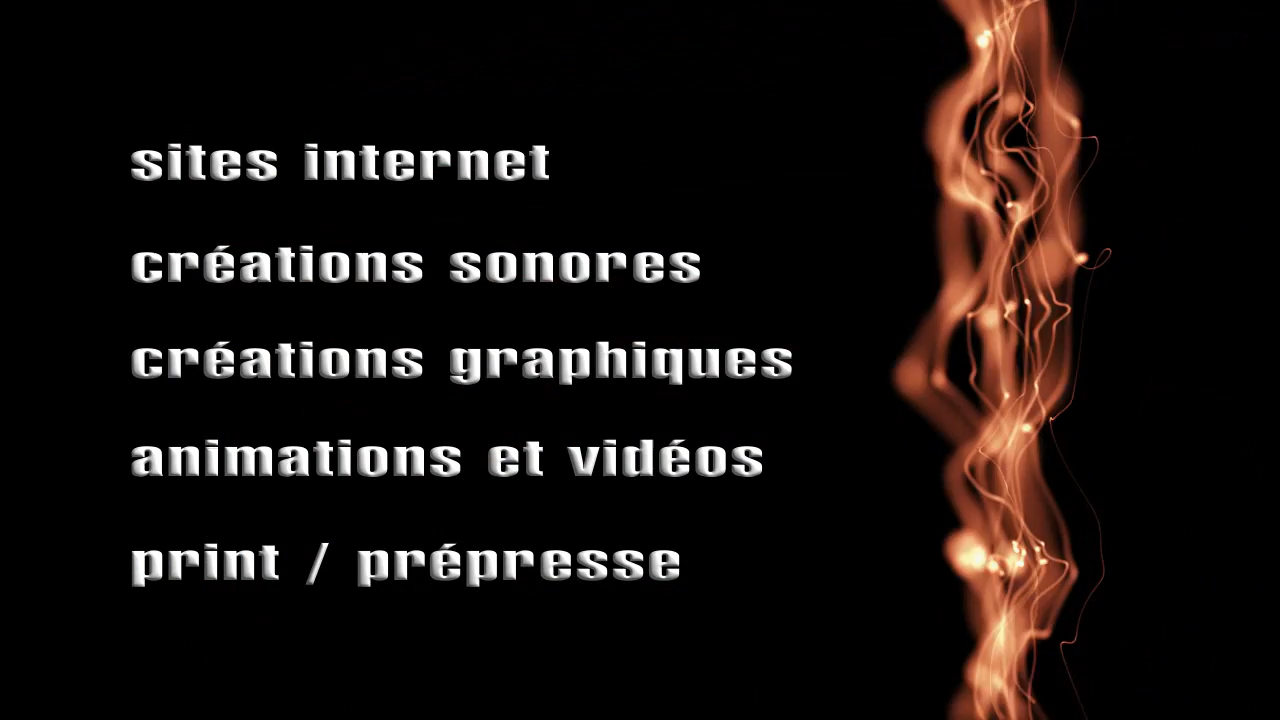 sites internet
créations sonores
créations graphiques
animations et vidéos
print / prépresse